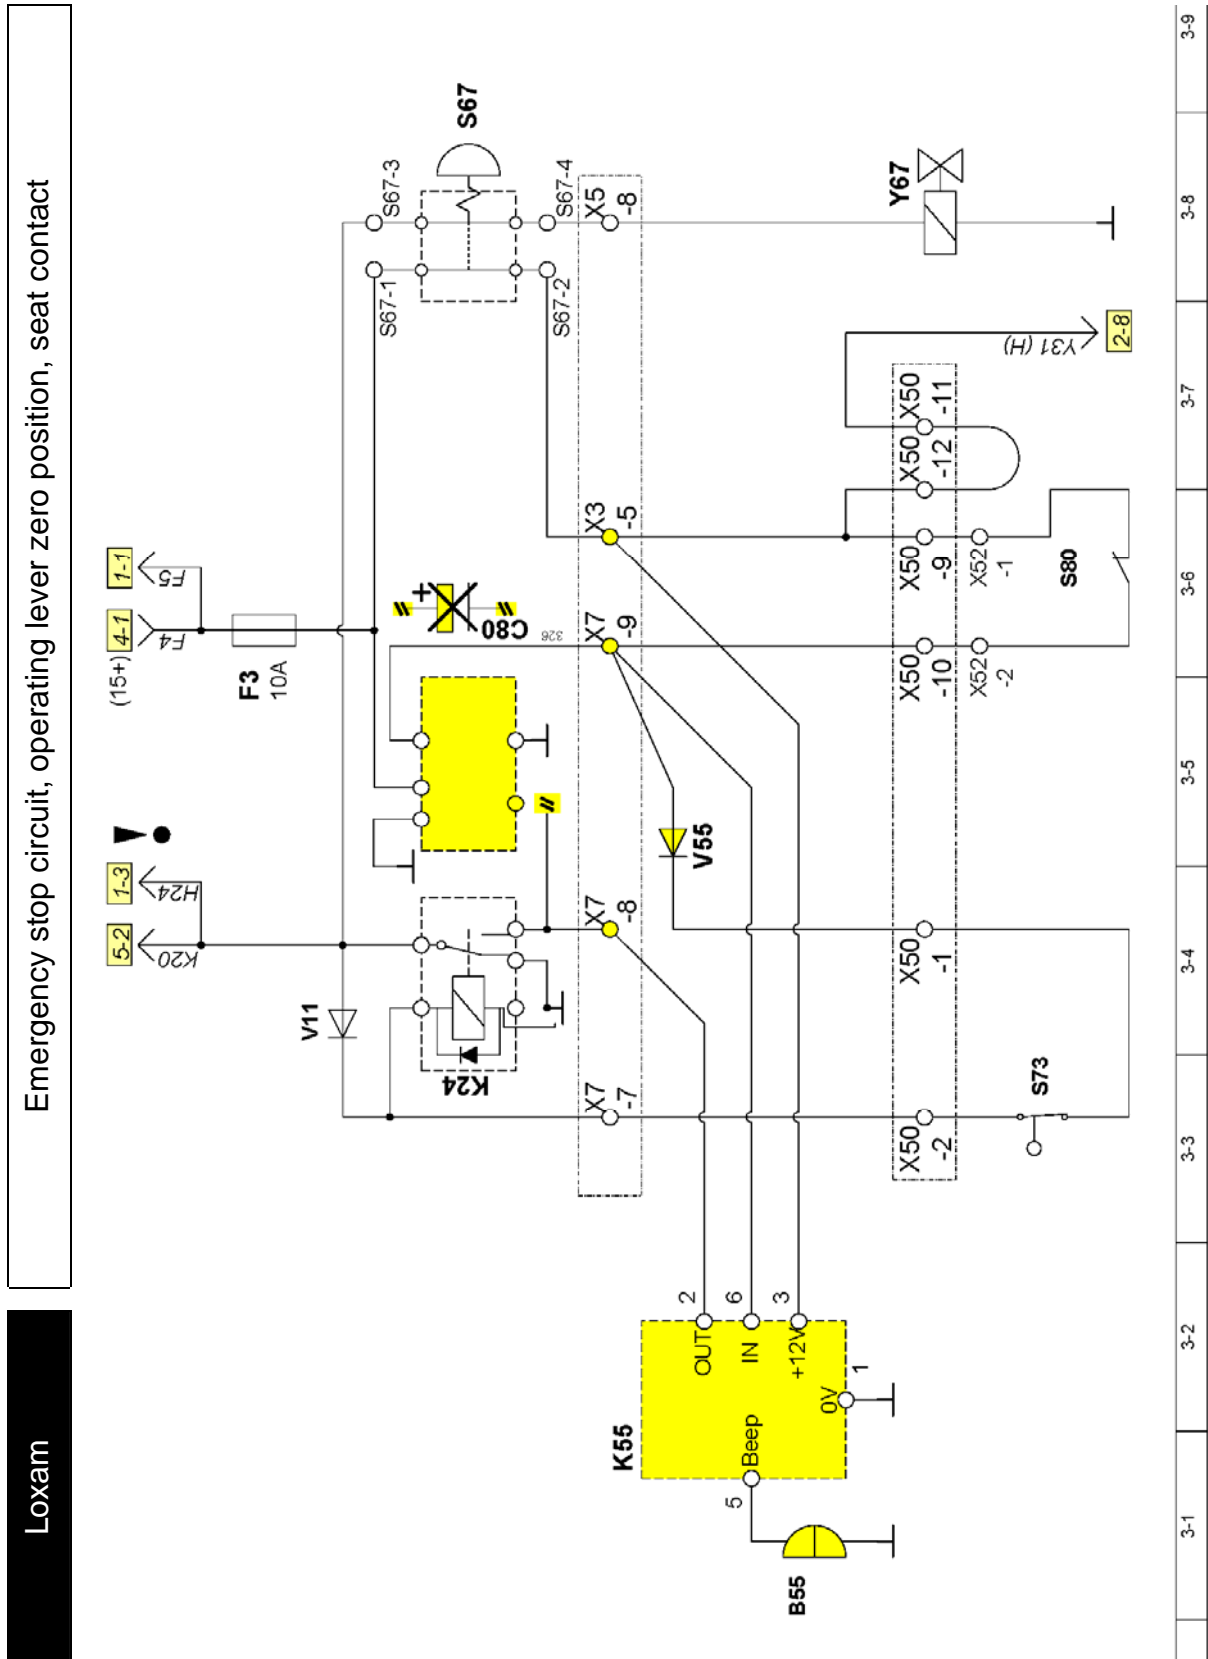 Loxam
Emergency stop circuit, operating lever zero position, seat contact
5-2
K20
1-3
H24
(15+)
4-1
F4
1-1
F5
F3
10A
V11
K24
C80
+
326
S67
S67-3
S67-1
S67-4
S67-2
X7
-7
X7
-8
X7
-9
X3
-5
X5
-8
V55
K55
Beep
5
OUT
2
IN
6
+12V
3
0V
1
B55
X50
-2
X50
-1
X50
-10
X50
-9
X50
-12
X50
-11
X52
-2
X52
-1
S73
S80
Y67
Y31 (H)
2-8
3-1
3-2
3-3
3-4
3-5
3-6
3-7
3-8
3-9